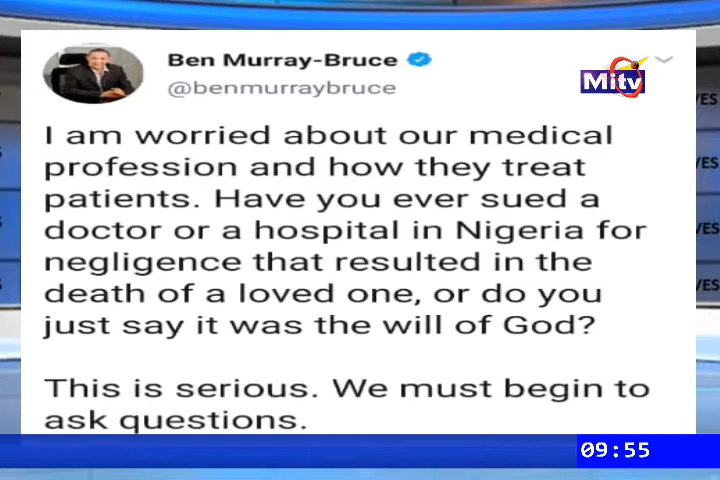 Ben Murray-Bruce
@benmurraybruce
Mitv
I am worried about our medical
profession and how they treat
patients. Have you ever sued a
doctor or a hospital in Nigeria for
negligence that resulted in the
death of a loved one, or do you
just say it was the will of God?
This is serious. We must begin to
ask questions.
09:55